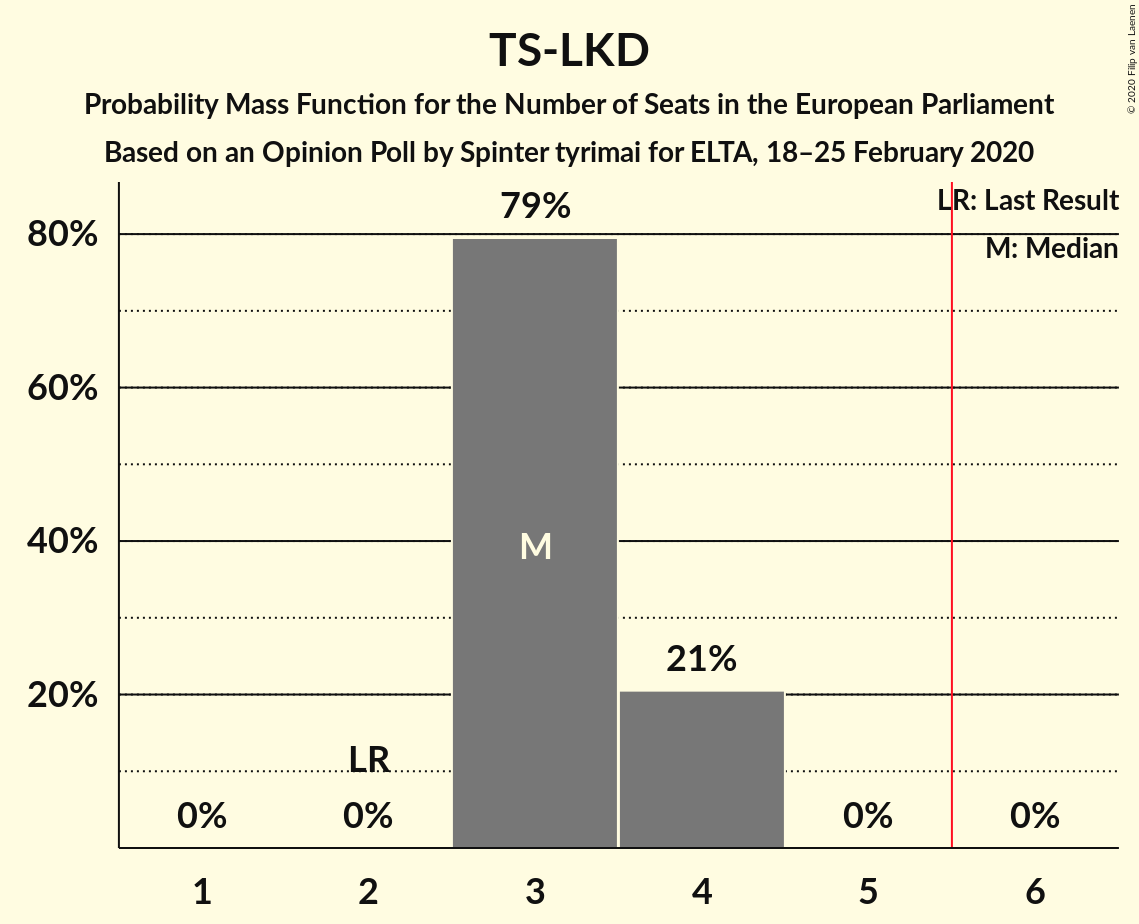 TS-LKD
Probability Mass Function for the Number of Seats in the European Parliament
Based on an Opinion Poll by Spinter tyrimai for ELTA, 18–25 February 2020
© 2020 Filip van Laenen
LR: Last Result
M: Median
79%
80%
60%
40%
M
21%
20%
LR
0%
0%
0%
0%
1
2
3
4
5
6